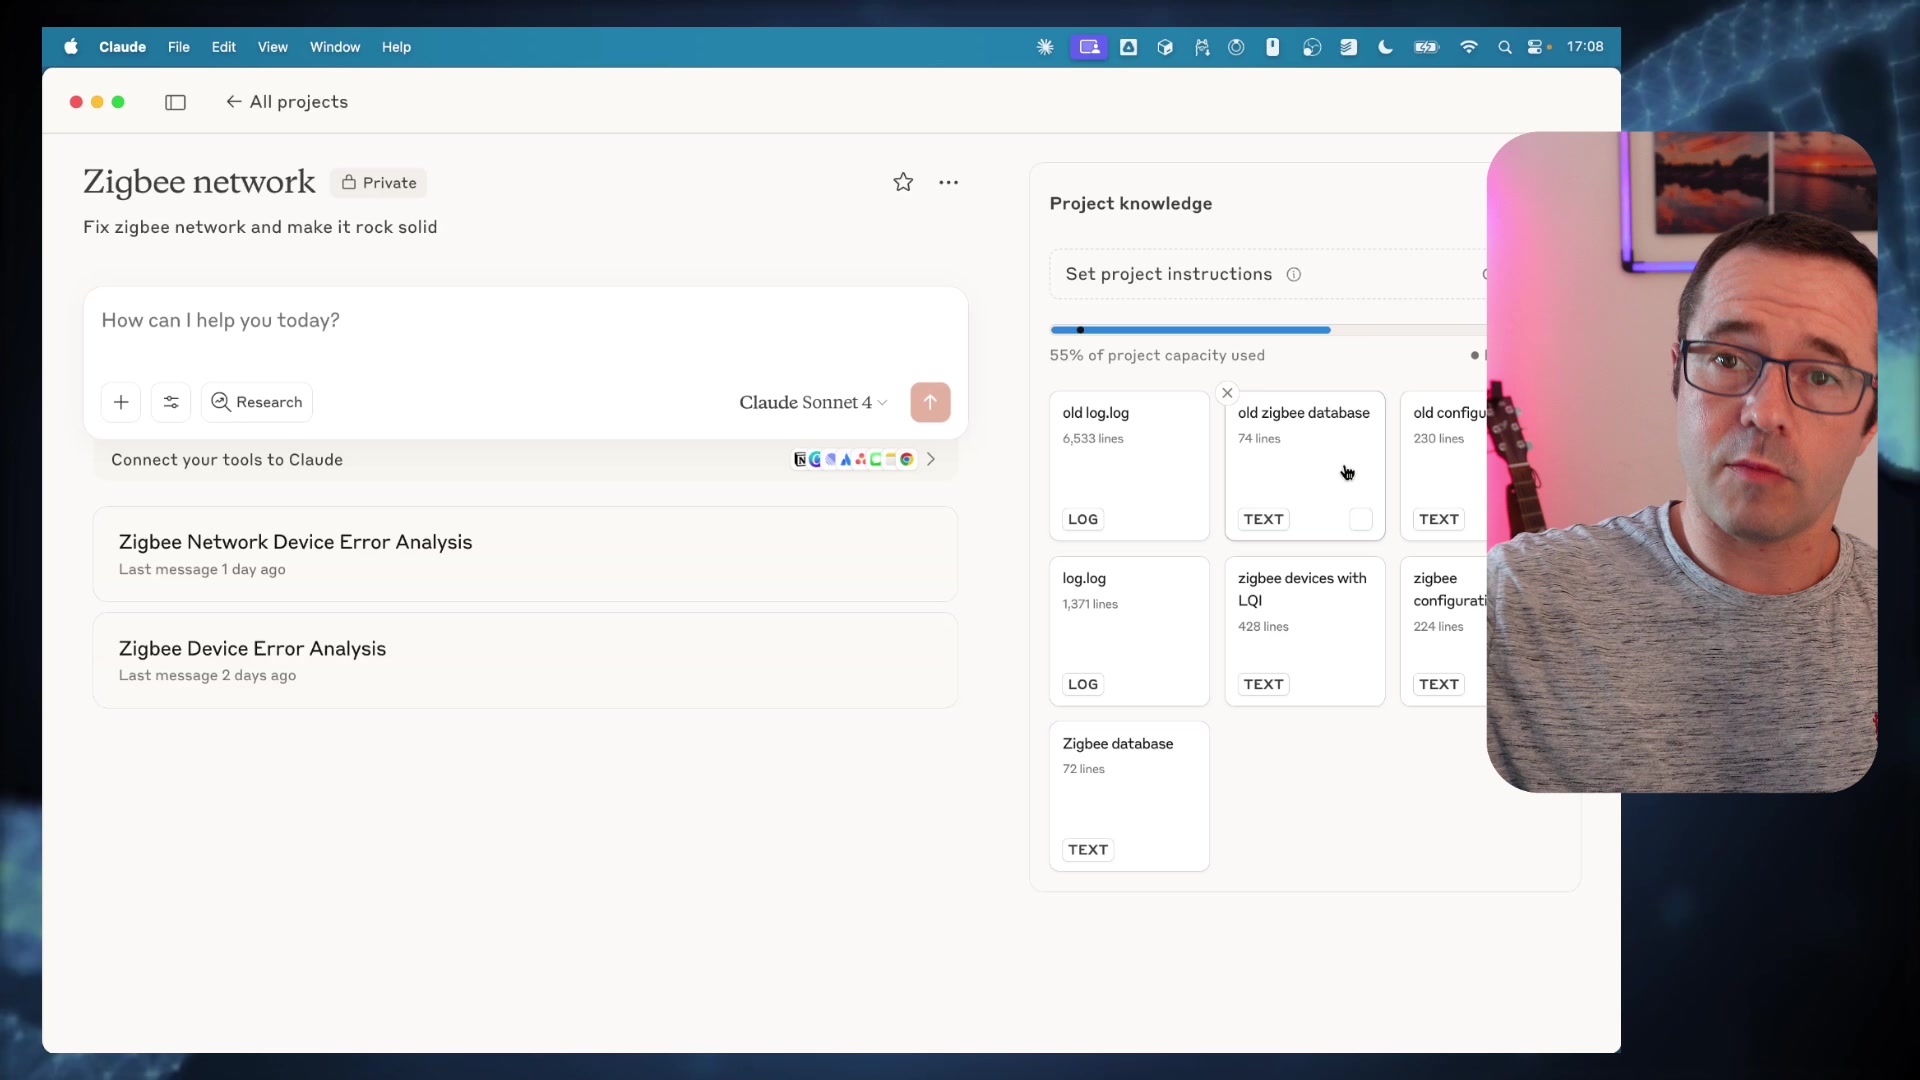 Claude
File
Edit
View
Window
Help
17:08
← All projects
Zigbee network
Private
Fix zigbee network and make it rock solid
How can I help you today?
Research
Claude Sonnet 4
Connect your tools to Claude
Zigbee Network Device Error Analysis
Last message 1 day ago
Zigbee Device Error Analysis
Last message 2 days ago
Project knowledge
Set project instructions
55% of project capacity used
old log.log
6,533 lines
LOG
old zigbee database
74 lines
TEXT
old configu
230 lines
TEXT
log.log
1,371 lines
LOG
zigbee devices with
LQI
428 lines
TEXT
zigbee
configurati
224 lines
TEXT
Zigbee database
72 lines
TEXT